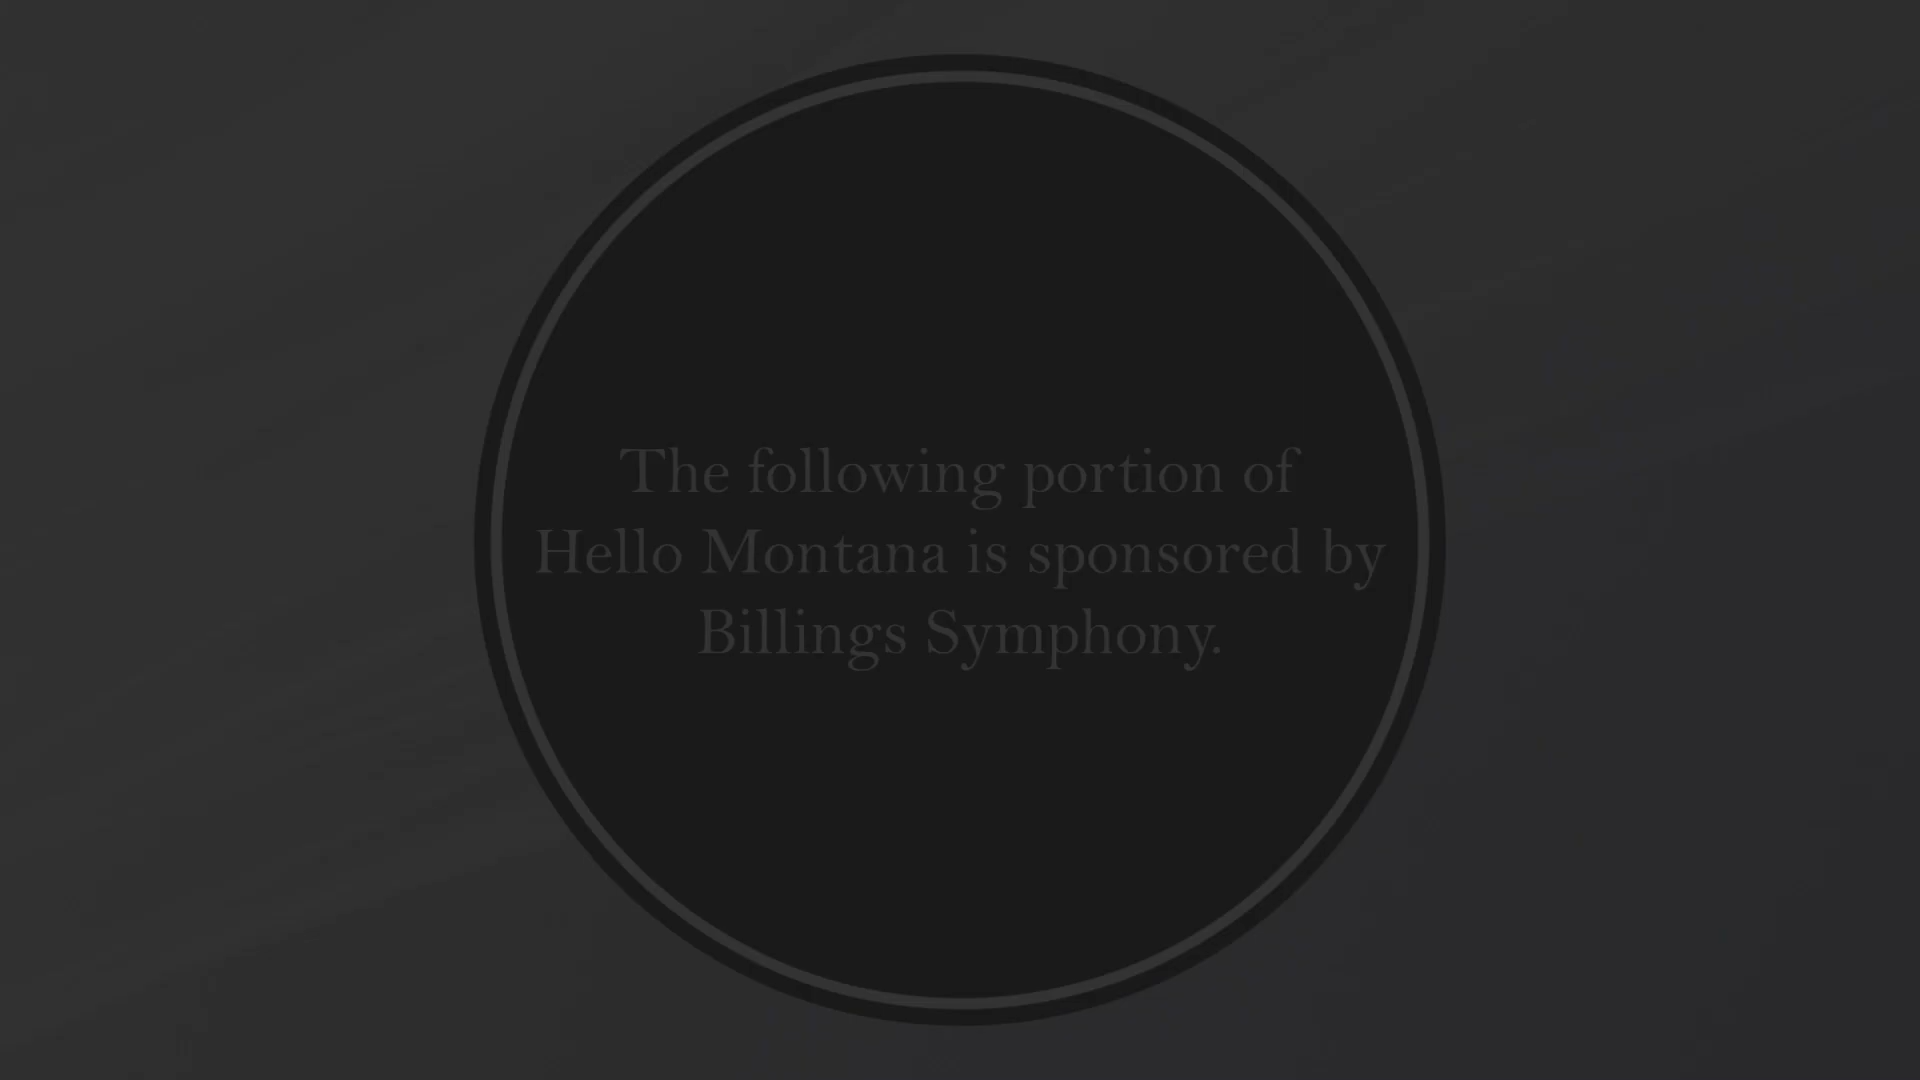 The following portion of
Hello Montana is sponsored by
Billings Symphony.